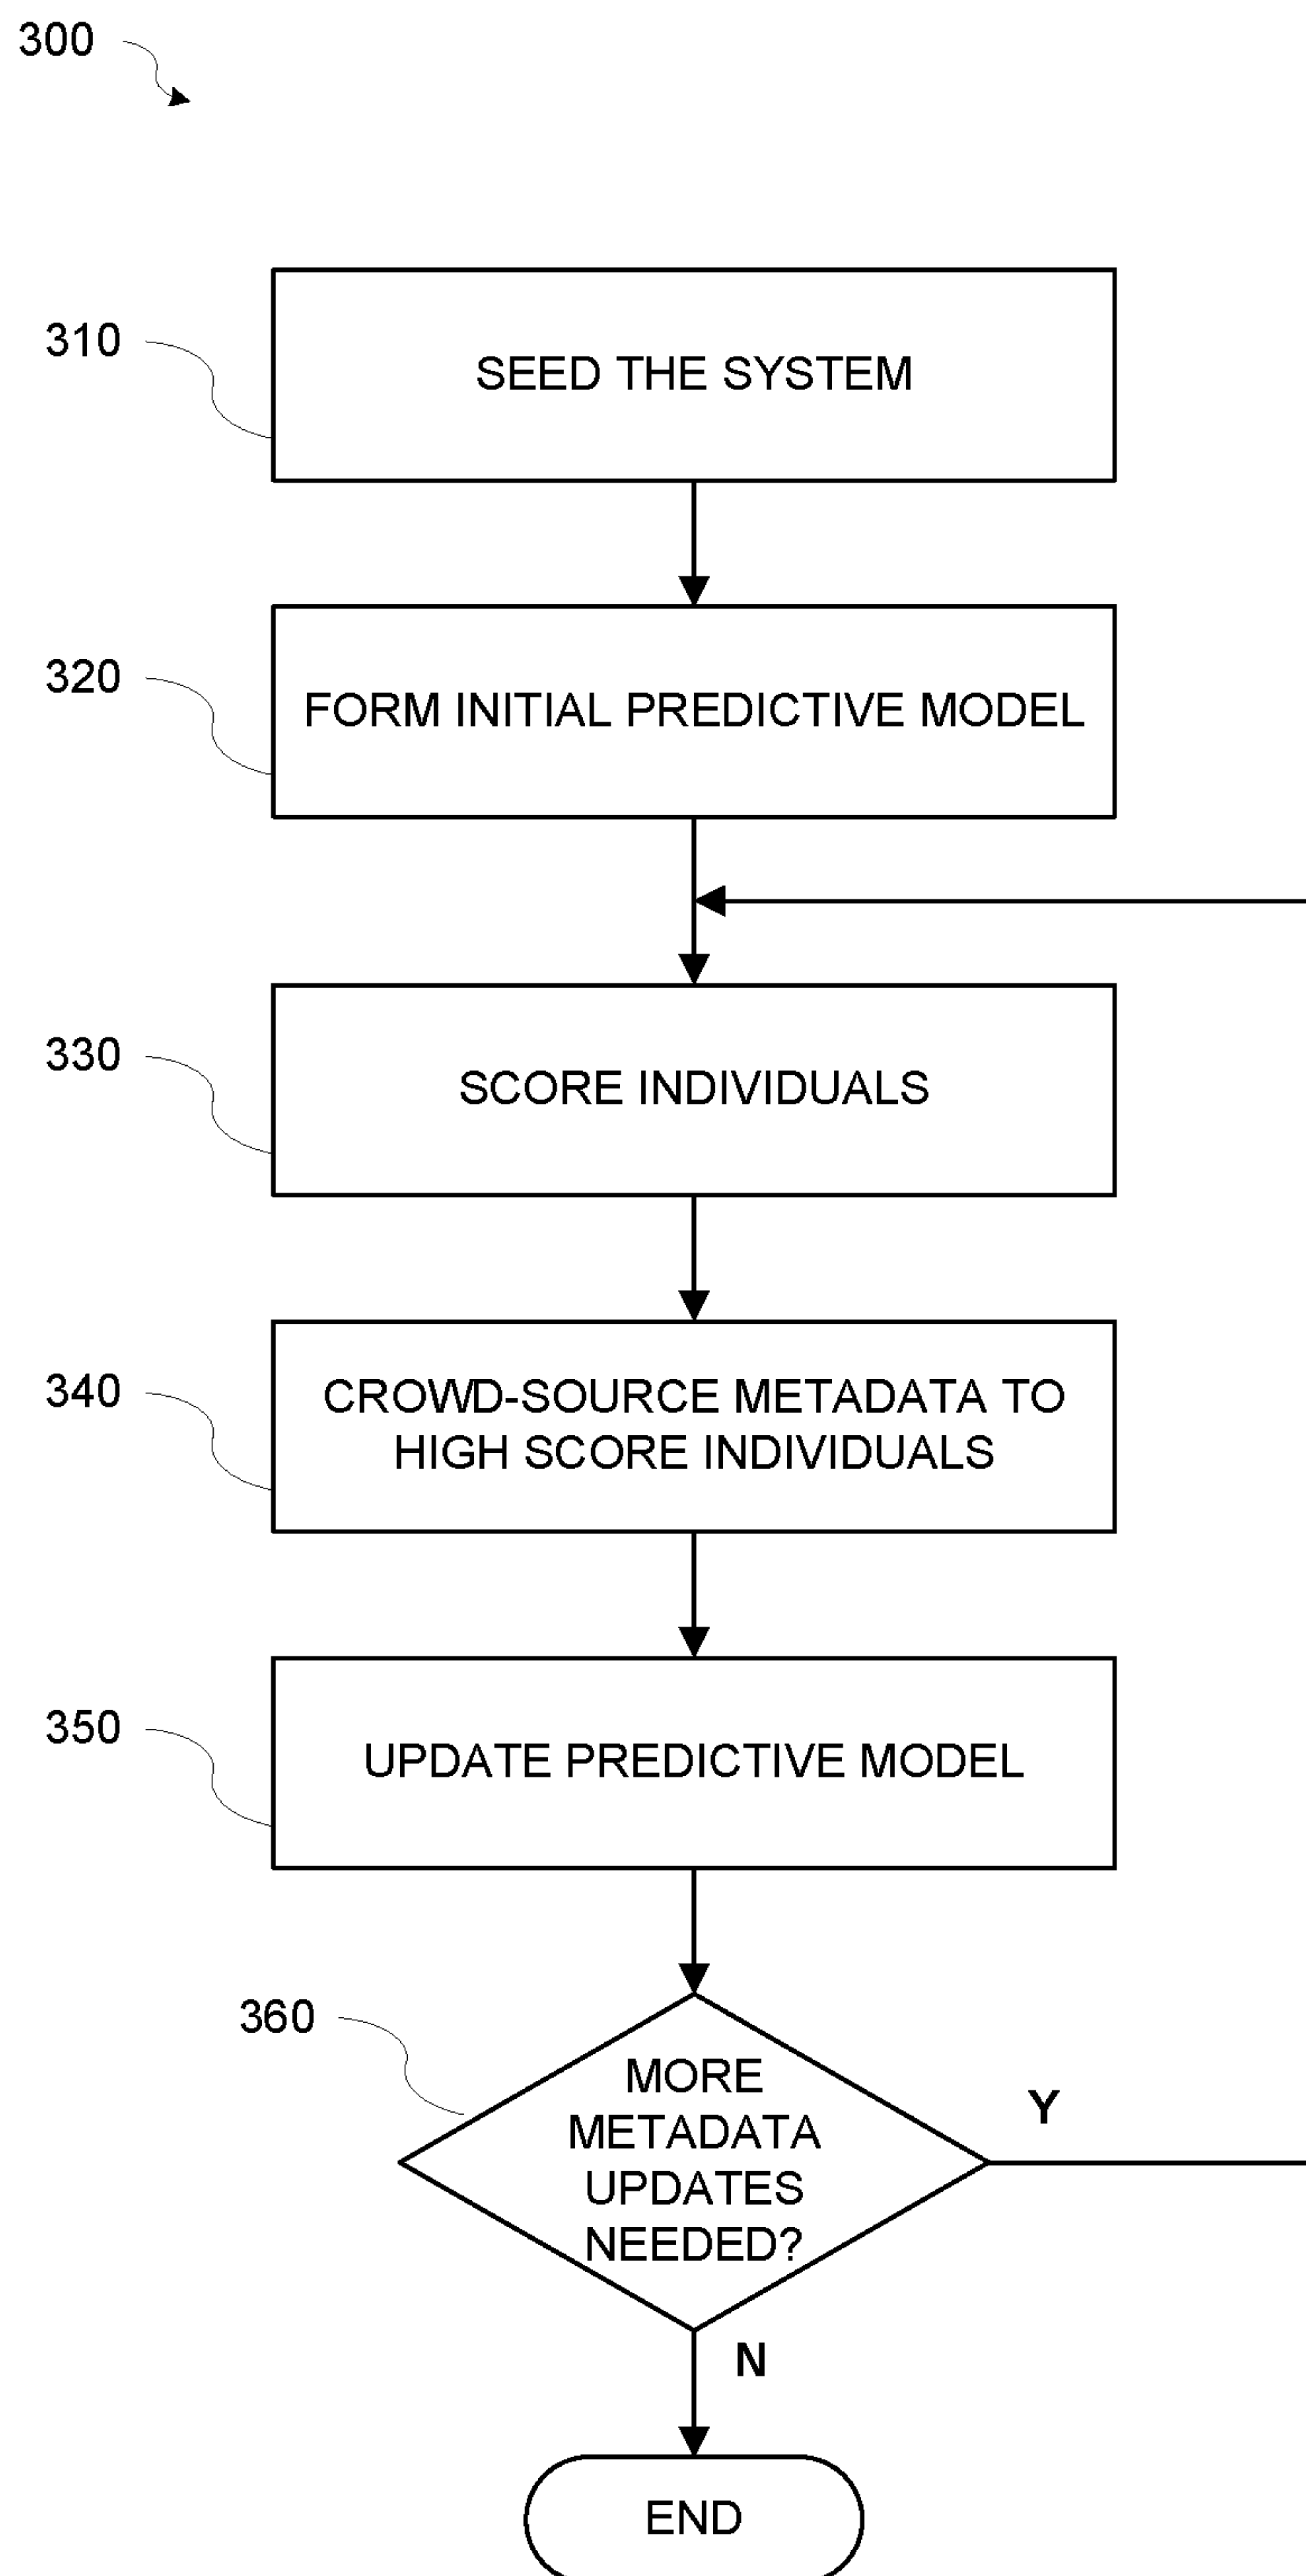 300
310
SEED THE SYSTEM
320
FORM INITIAL PREDICTIVE MODEL
330
SCORE INDIVIDUALS
340
CROWD-SOURCE METADATA TO
HIGH SCORE INDIVIDUALS
350
UPDATE PREDICTIVE MODEL
360
MORE
METADATA
UPDATES
NEEDED?
Y
N
END